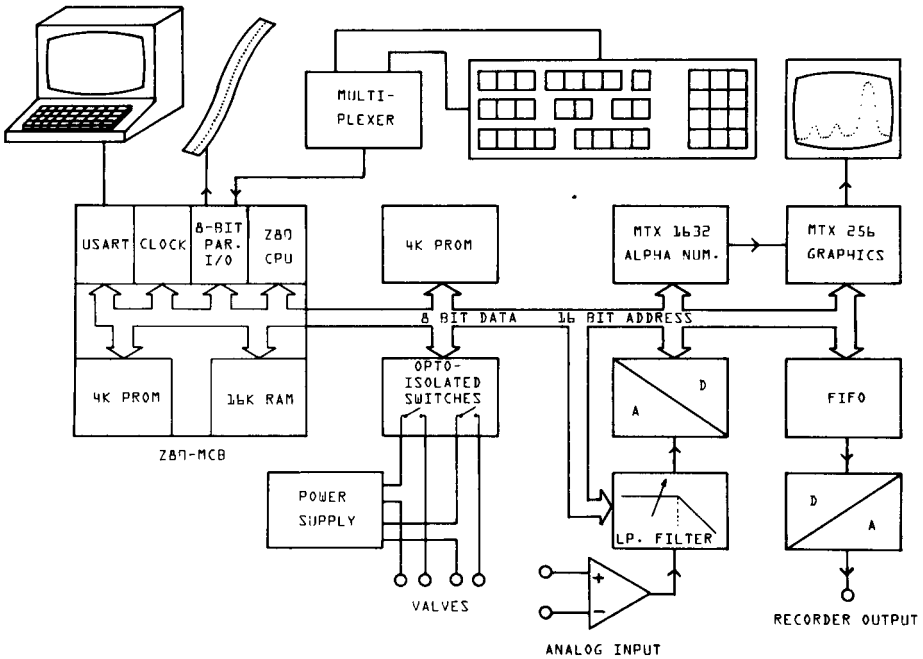 MULTI-
PLEXER
USART
CLOCK
8-BIT
PAR.
I/O
Z80
CPU
4K PROM
MTX 1632
ALPHA NUM.
MTX 256
GRAPHICS
8 BIT DATA
16 BIT ADDRESS
4K PROM
16K RAM
Z80-MCB
OPTO-
ISOLATED
SWITCHES
D
A
FIFO
POWER
SUPPLY
LP. FILTER
D
A
+
-
VALVES
ANALOG INPUT
RECORDER OUTPUT